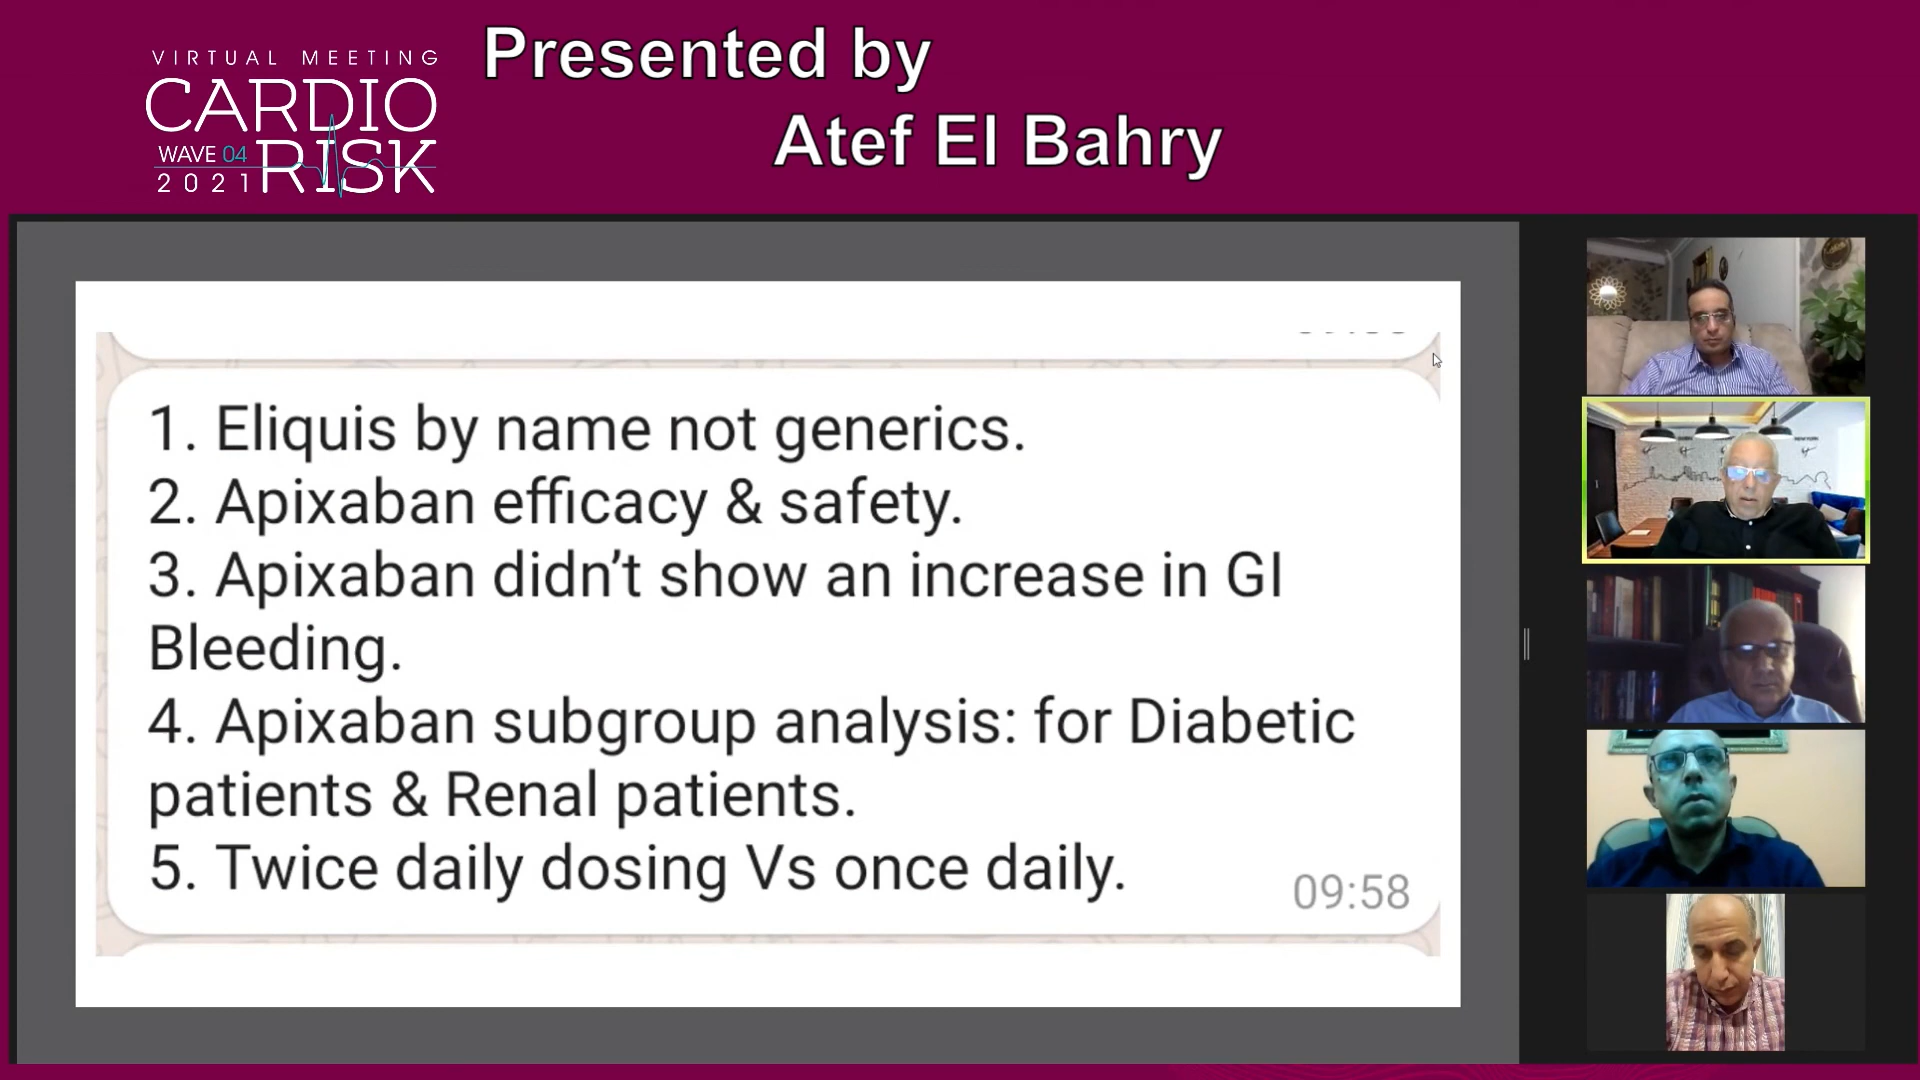 VIRTUAL MEETING
CARDIO
WAVE 04
RISK
2021
Presented by
Atef El Bahry
1. Eliquis by name not generics.
2. Apixaban efficacy & safety.
3. Apixaban didn’t show an increase in GI
Bleeding.
4. Apixaban subgroup analysis: for Diabetic
patients & Renal patients.
5. Twice daily dosing Vs once daily.
09:58